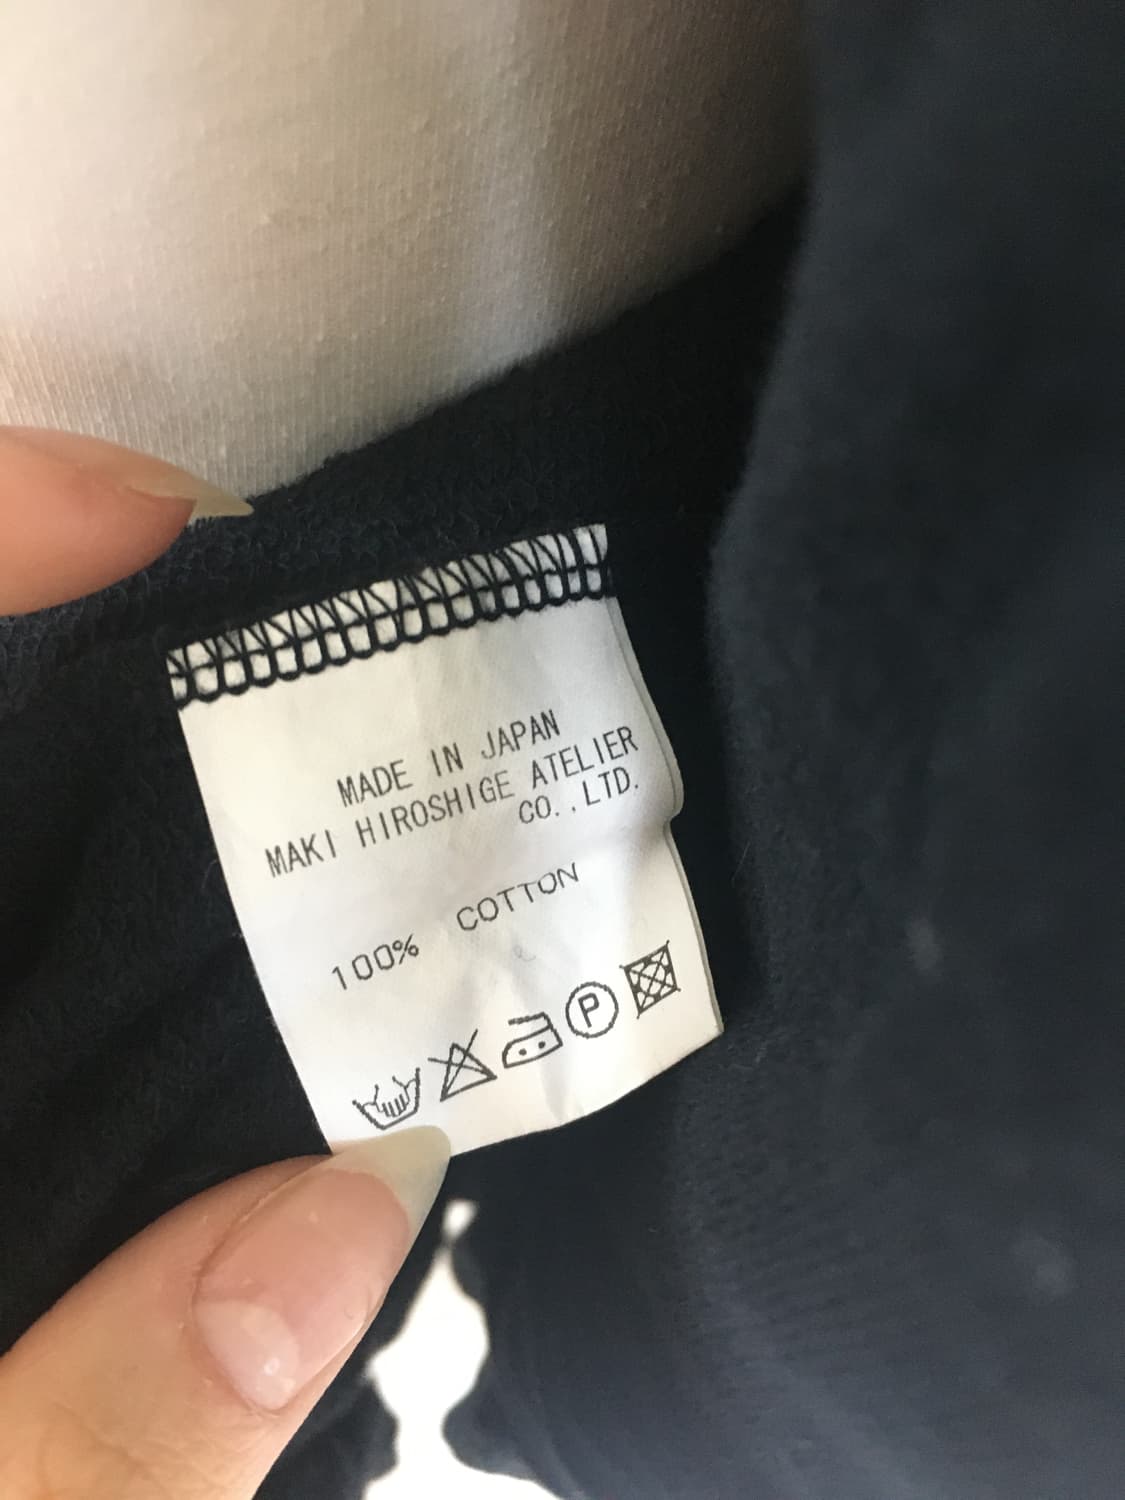 MADE IN JAPAN
MAKI HIROSHIGE ATELIER
CO.,LTD.
100% COTTON
P